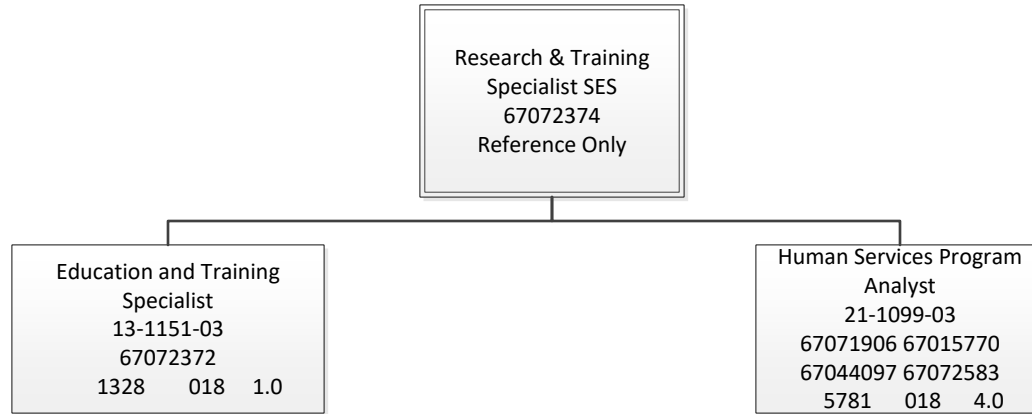 Research & Training
Specialist SES
67072374
Reference Only
Education and Training
Specialist
13-1151-03
67072372
1328 018 1.0
Human Services Program
Analyst
21-1099-03
67071906 67015770
67044097 67072583
5781 018 4.0